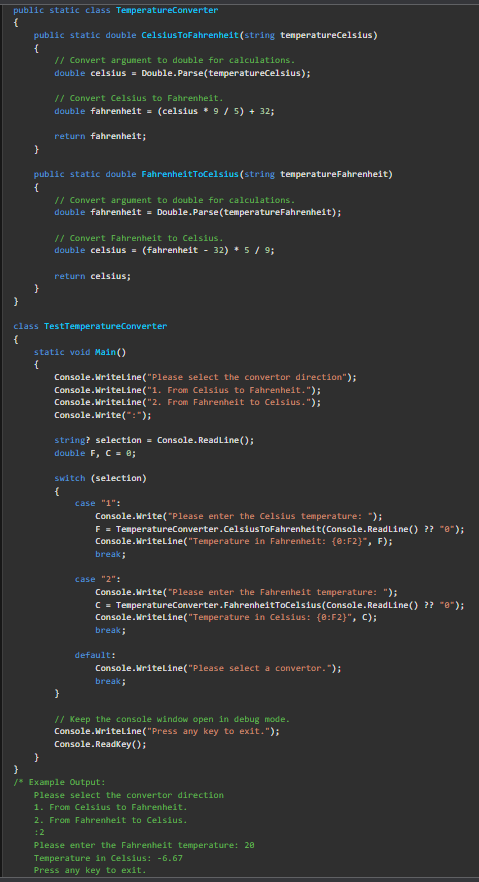 public static class TemperatureConverter
{
    public static double CelsiusToFahrenheit(string temperatureCelsius)
    {
        // Convert argument to double for calculations.
        double celsius = Double.Parse(temperatureCelsius);

        // Convert Celsius to Fahrenheit.
        double fahrenheit = (celsius * 9 / 5) + 32;

        return fahrenheit;
    }

    public static double FahrenheitToCelsius(string temperatureFahrenheit)
    {
        // Convert argument to double for calculations.
        double fahrenheit = Double.Parse(temperatureFahrenheit);

        // Convert Fahrenheit to Celsius.
        double celsius = (fahrenheit - 32) * 5 / 9;

        return celsius;
    }
}

class TestTemperatureConverter
{
    static void Main()
    {
        Console.WriteLine("Please select the convertor direction");
        Console.WriteLine("1. From Celsius to Fahrenheit.");
        Console.WriteLine("2. From Fahrenheit to Celsius.");
        Console.Write(":");

        string? selection = Console.ReadLine();
        double F, C = 0;

        switch (selection)
        {
            case "1":
                Console.Write("Please enter the Celsius temperature: ");
                F = TemperatureConverter.CelsiusToFahrenheit(Console.ReadLine() ?? "0");
                Console.WriteLine("Temperature in Fahrenheit: {0:F2}", F);
                break;

            case "2":
                Console.Write("Please enter the Fahrenheit temperature: ");
                C = TemperatureConverter.FahrenheitToCelsius(Console.ReadLine() ?? "0");
                Console.WriteLine("Temperature in Celsius: {0:F2}", C);
                break;

            default:
                Console.WriteLine("Please select a convertor.");
                break;
        }

        // Keep the console window open in debug mode.
        Console.WriteLine("Press any key to exit.");
        Console.ReadKey();
    }
}
/* Example Output:
    Please select the convertor direction
    1. From Celsius to Fahrenheit.
    2. From Fahrenheit to Celsius.
    :2
    Please enter the Fahrenheit temperature: 20
    Temperature in Celsius: -6.67
    Press any key to exit.